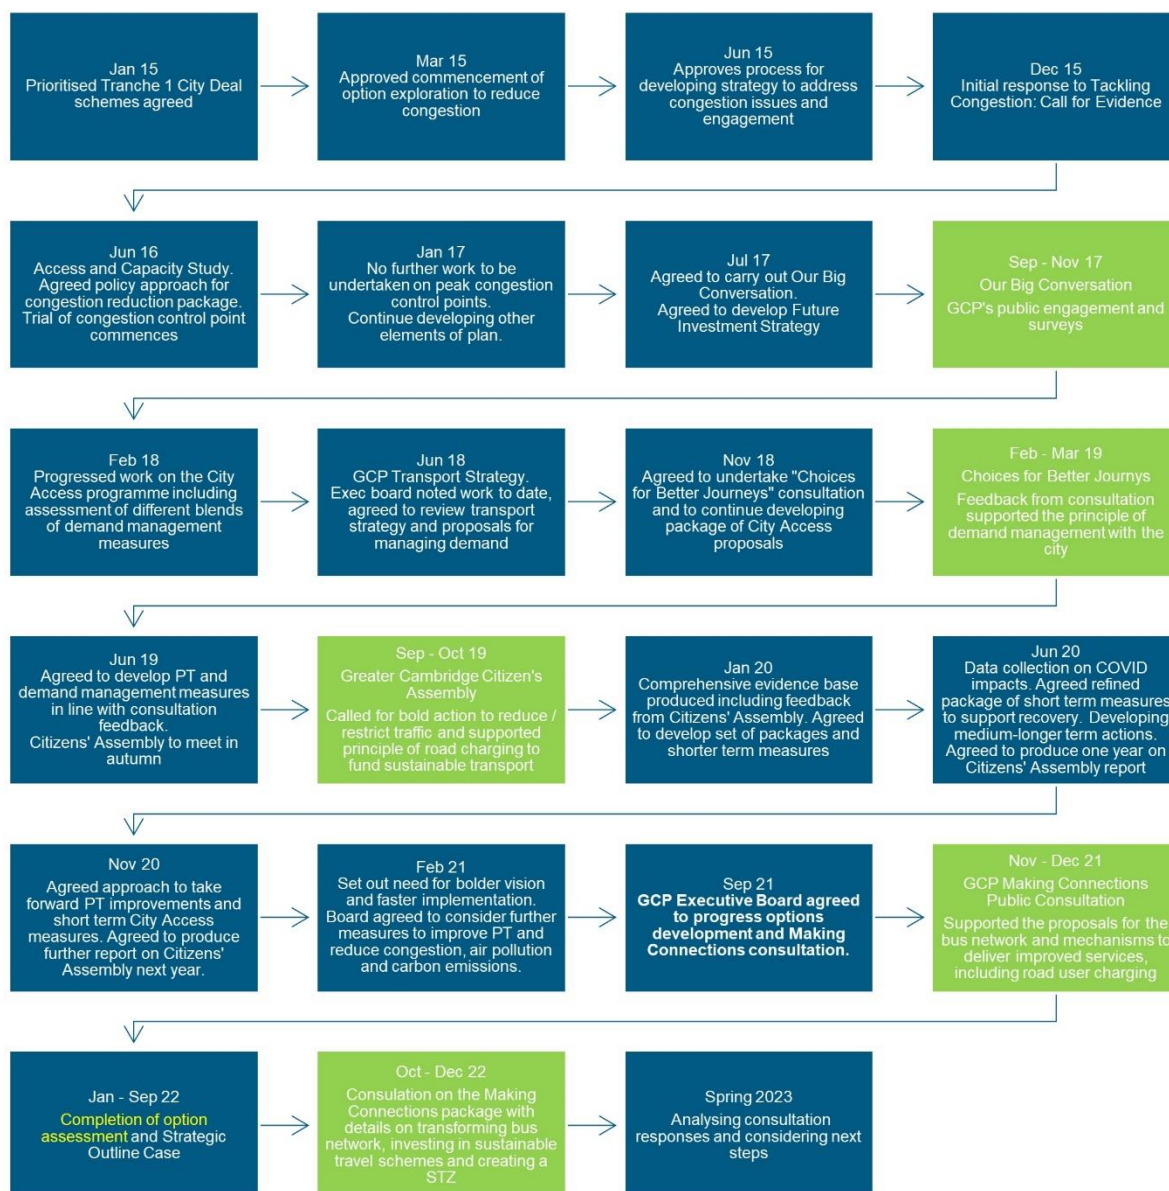 Jan 15
Prioritised Tranche 1 City Deal
schemes agreed
Mar 15
Approved commencement of
option exploration to reduce
congestion
Jun 15
Approves process for
developing strategy to address
congestion issues and
engagement
Dec 15
Initial response to Tackling
Congestion: Call for Evidence
Jun 16
Access and Capacity Study.
Agreed policy approach for
congestion reduction package.
Trial of congestion control point
commences
Jan 17
No further work to be
undertaken on peak congestion
control points.
Continue developing other
elements of plan.
Jul 17
Agreed to carry out Our Big
Conversation.
Agreed to develop Future
Investment Strategy
Sep - Nov 17
Our Big Conversation
GCP's public engagement and
surveys
Feb 18
Progressed work on the City
Access programme including
assessment of different blends
of demand management
measures
Jun 18
GCP Transport Strategy.
Exec board noted work to date,
agreed to review transport
strategy and proposals for
managing demand
Nov 18
Agreed to undertake "Choices
for Better Journeys" consultation
and to continue developing
package of City Access
proposals
Feb - Mar 19
Choices for Better Journys
Feedback from consultation
supported the principle of
demand management with the
city
Jun 19
Agreed to develop PT and
demand management measures
in line with consultation
feedback.
Citizens' Assembly to meet in
autumn
Sep - Oct 19
Greater Cambridge Citizen's
Assembly
Called for bold action to reduce /
restrict traffic and supported
principle of road charging to
fund sustainable transport
Jan 20
Comprehensive evidence base
produced including feedback
from Citizens' Assembly. Agreed
to develop set of packages and
shorter term measures
Jun 20
Data collection on COVID
impacts. Agreed refined
package of short term measures
to support recovery. Developing
medium-longer term actions.
Agreed to produce one year on
Citizens' Assembly report
Nov 20
Agreed approach to take
forward PT improvements and
short term City Access
measures. Agreed to produce
further report on Citizens'
Assembly next year.
Feb 21
Set out need for bolder vision
and faster implementation.
Board agreed to consider further
measures to improve PT and
reduce congestion, air pollution
and carbon emissions.
Sep 21
GCP Executive Board agreed
to progress options
development and Making
Connections consultation.
Nov - Dec 21
GCP Making Connections
Public Consultation
Supported the proposals for the
bus network and mechanisms to
deliver improved services,
including road user charging
Jan - Sep 22
Completion of option
assessment and Strategic
Outline Case
Oct - Dec 22
Consulation on the Making
Connections package with
details on transforming bus
network, investing in sustainable
travel schemes and creating a
STZ
Spring 2023
Analysing consultation
responses and considering next
steps